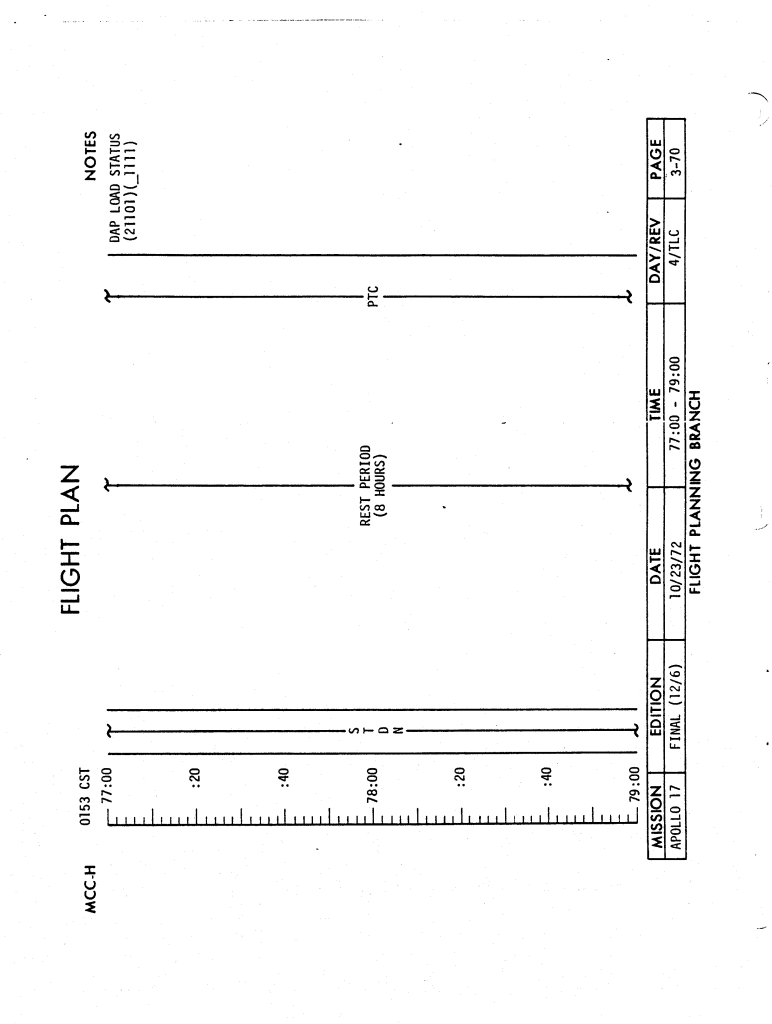 FLIGHT PLAN
MCC-H
0153 CST
NOTES
77:00
:20
:40
78:00
:20
:40
79:00
S
T
D
N
REST PERIOD
(8 HOURS)
PTC
DAP LOAD STATUS
(21101)(_1111)
MISSION EDITION DATE TIME DAY/REV PAGE
APOLLO 17 FINAL (12/6) 10/23/72 77:00 - 79:00 4/TLC 3-70
FLIGHT PLANNING BRANCH